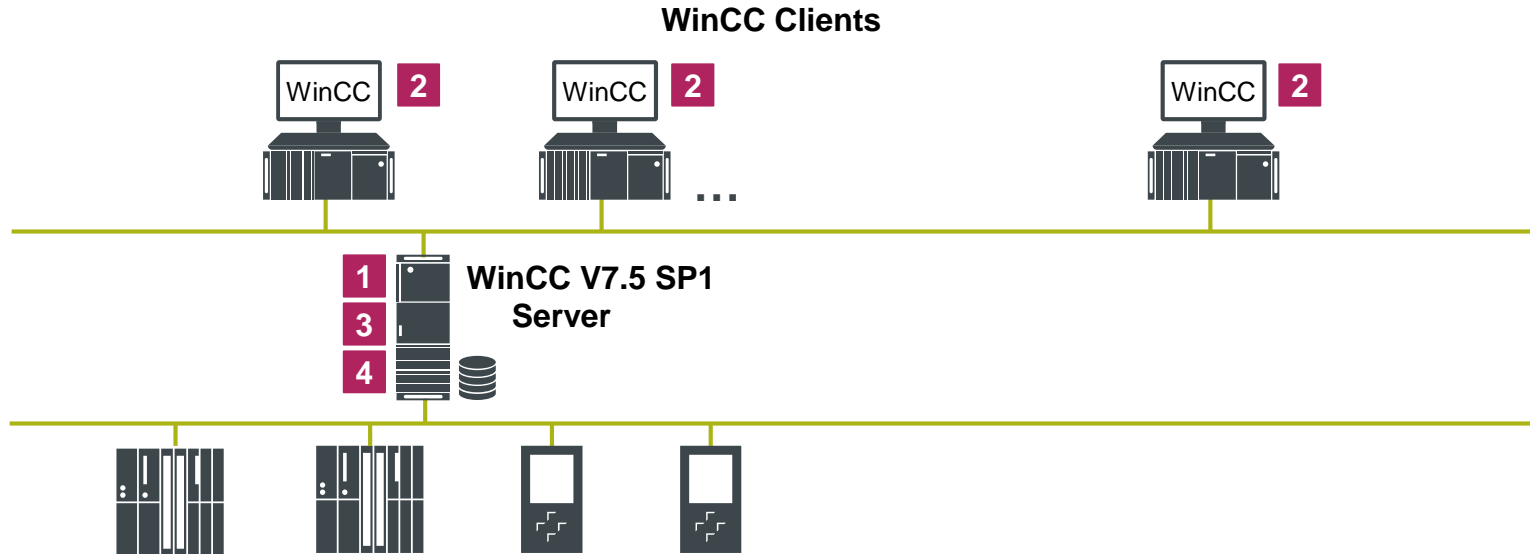 WinCC Clients
WinCC 2
WinCC 2
WinCC 2
...
1
WinCC V7.5 SP1
3
Server
4